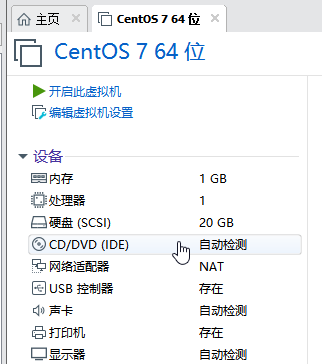 主页 CentOS 7 64 位
CentOS 7 64 位
开启此虚拟机
编辑虚拟机设置
设备
内存 1 GB
处理器 1
硬盘 (SCSI) 20 GB
CD/DVD (IDE) 自动检测
网络适配器 NAT
USB 控制器 存在
声卡 自动检测
打印机 存在
显示器 自动检测